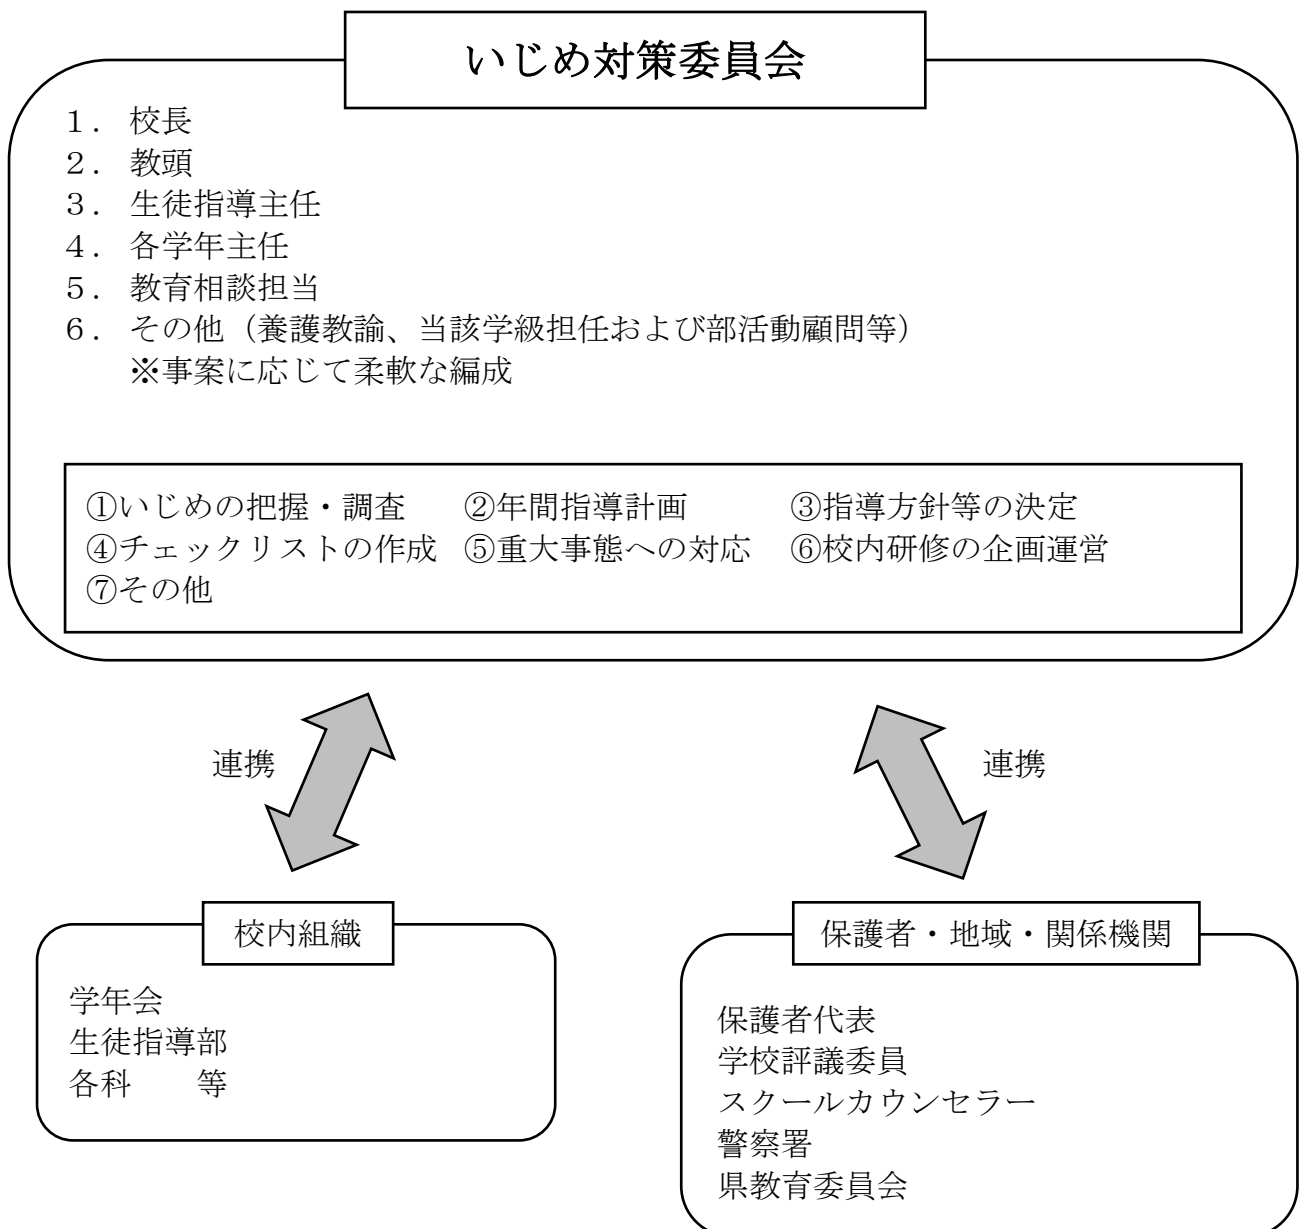 いじめ対策委員会
１．校長
２．教頭
３．生徒指導主任
４．各学年主任
５．教育相談担当
６．その他（養護教諭、当該学級担任および部活動顧問等）
※事案に応じて柔軟な編成
①いじめの把握・調査　②年間指導計画　③指導方針等の決定
④チェックリストの作成　⑤重大事態への対応　⑥校内研修の企画運営
⑦その他
連携
連携
校内組織
学年会
生徒指導部
各科　　等
保護者・地域・関係機関
保護者代表
学校評議委員
スクールカウンセラー
警察署
県教育委員会